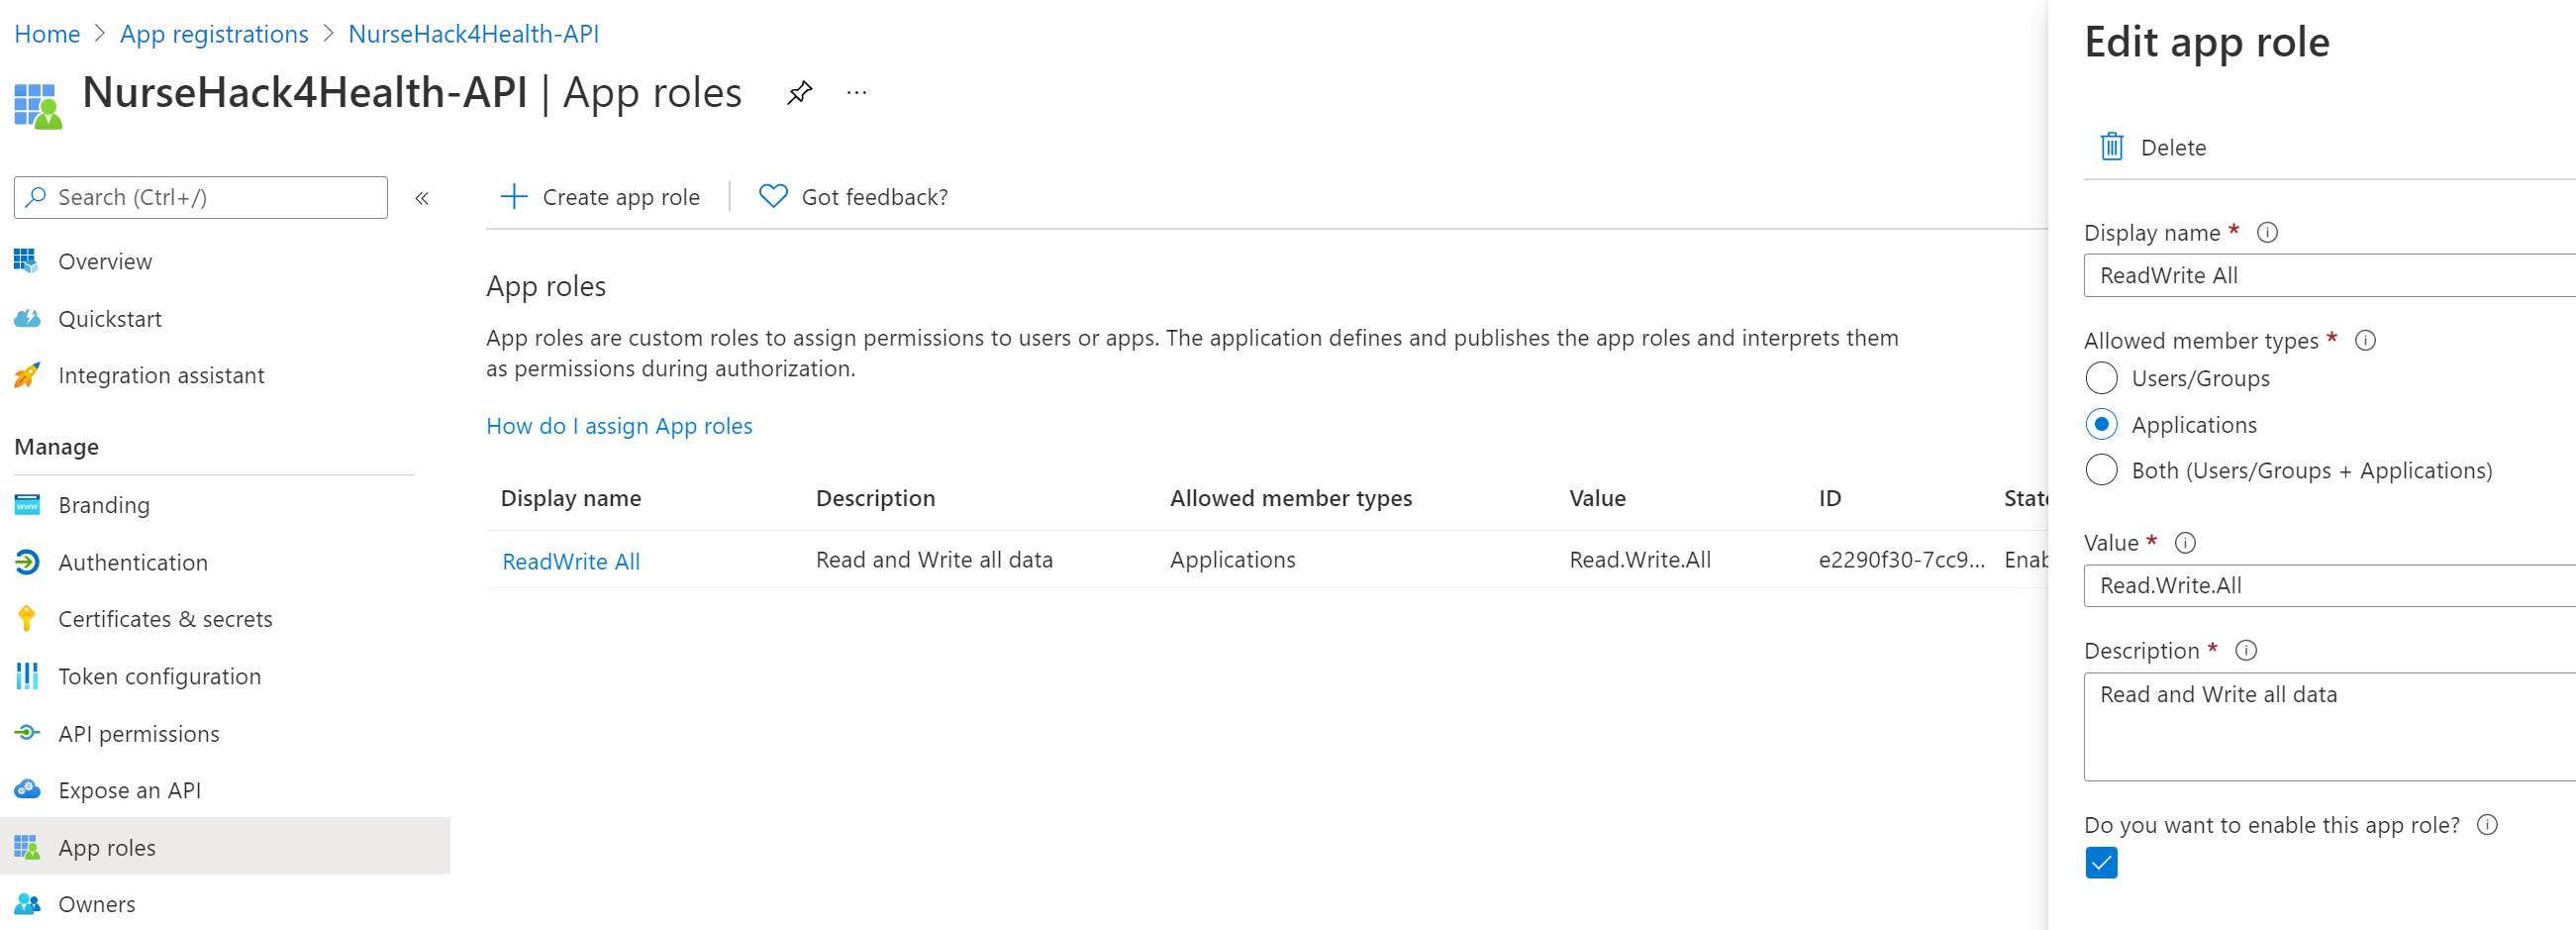 Home > App registrations > NurseHack4Health-API
NurseHack4Health-API | App roles ...
Search (Ctrl+/) «
Overview
Quickstart
Integration assistant
Manage
Branding
Authentication
Certificates & secrets
Token configuration
API permissions
Expose an API
App roles
Owners
Create app role | Got feedback?
App roles
App roles are custom roles to assign permissions to users or apps. The application defines and publishes the app roles and interprets them
as permissions during authorization.
How do I assign App roles
Display name Description Allowed member types Value ID State
ReadWrite All Read and Write all data Applications Read.Write.All e2290f30-7cc9... Enab
Edit app role
Delete
Display name *
ReadWrite All
Allowed member types *
Users/Groups
Applications
Both (Users/Groups + Applications)
Value *
Read.Write.All
Description *
Read and Write all data
Do you want to enable this app role?